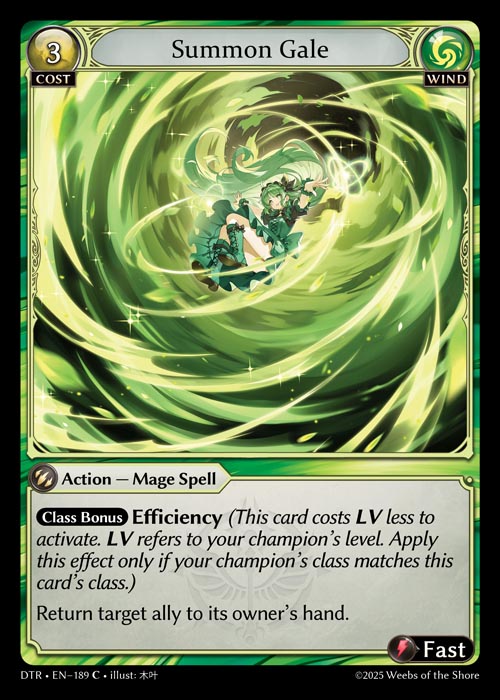 3
Summon Gale
COST
WIND
Action — Mage Spell
Class Bonus Efficiency (This card costs LV less to
activate. LV refers to your champion's level. Apply
this effect only if your champion's class matches this
card's class.)
Return target ally to its owner's hand.
Fast
DTR • EN–189 C • illust: 木叶
©2025 Weebs of the Shore